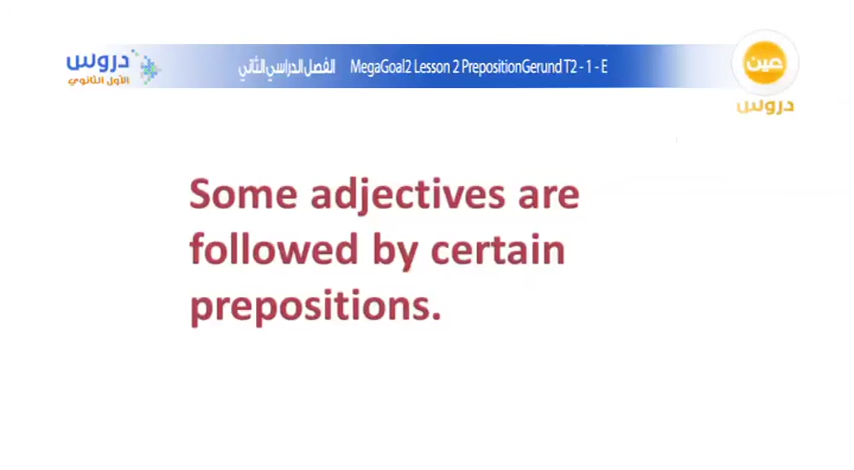 دروس
الأول الثانوي
الفصل الدراسي الثاني MegaGoal2 Lesson 2 PrepositionGerund T2 - 1 - E
عين
دروس
Some adjectives are
followed by certain
prepositions.